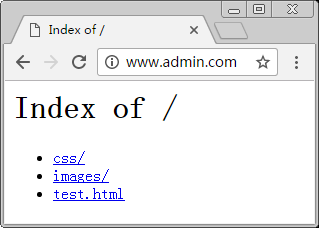 Index of /
www.admin.com
Index of /
css/
images/
test.html